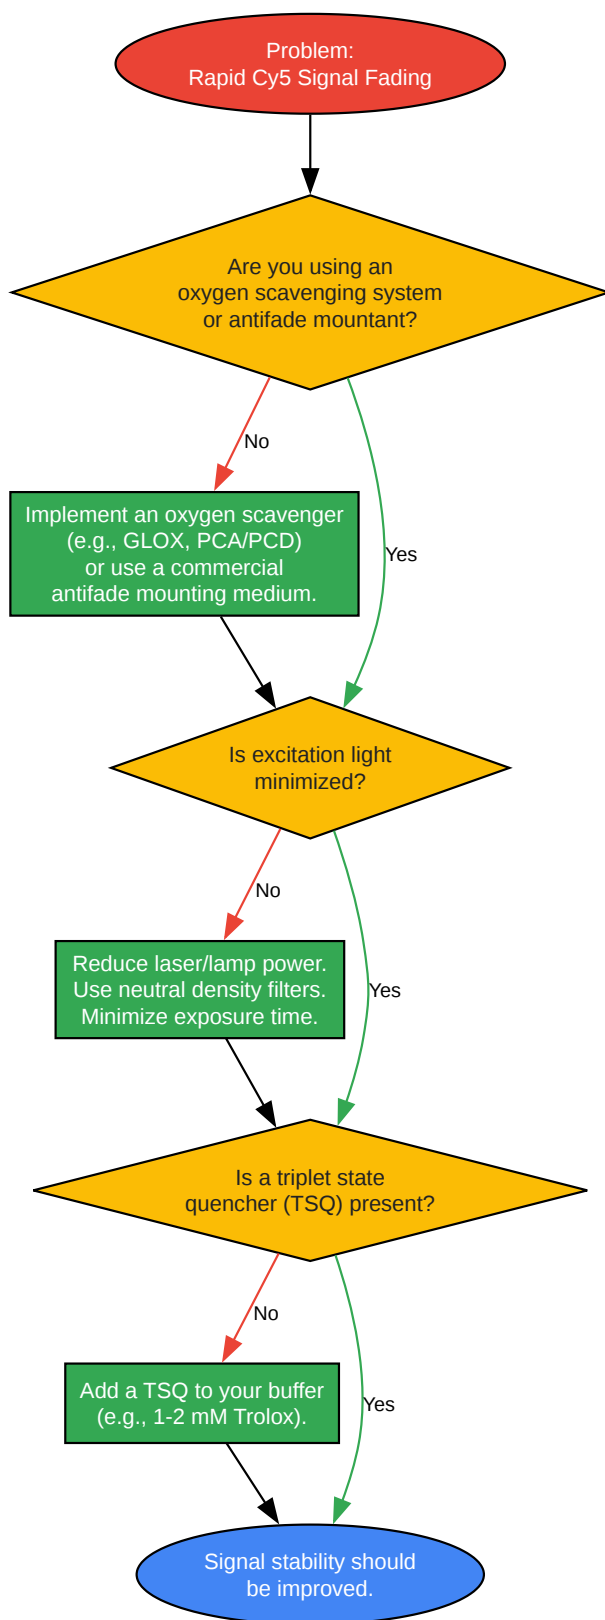 Problem:
Rapid Cy5 Signal Fading
Are you using an
oxygen scavenging system
or antifade mountant?
No
Implement an oxygen scavenger
(e.g., GLOX, PCA/PCD)
or use a commercial
antifade mounting medium.
Yes
Is excitation light
minimized?
No
Reduce laser/lamp power.
Use neutral density filters.
Minimize exposure time.
Yes
Is a triplet state
quencher (TSQ) present?
No
Add a TSQ to your buffer
(e.g., 1-2 mM Trolox).
Yes
Signal stability should
be improved.